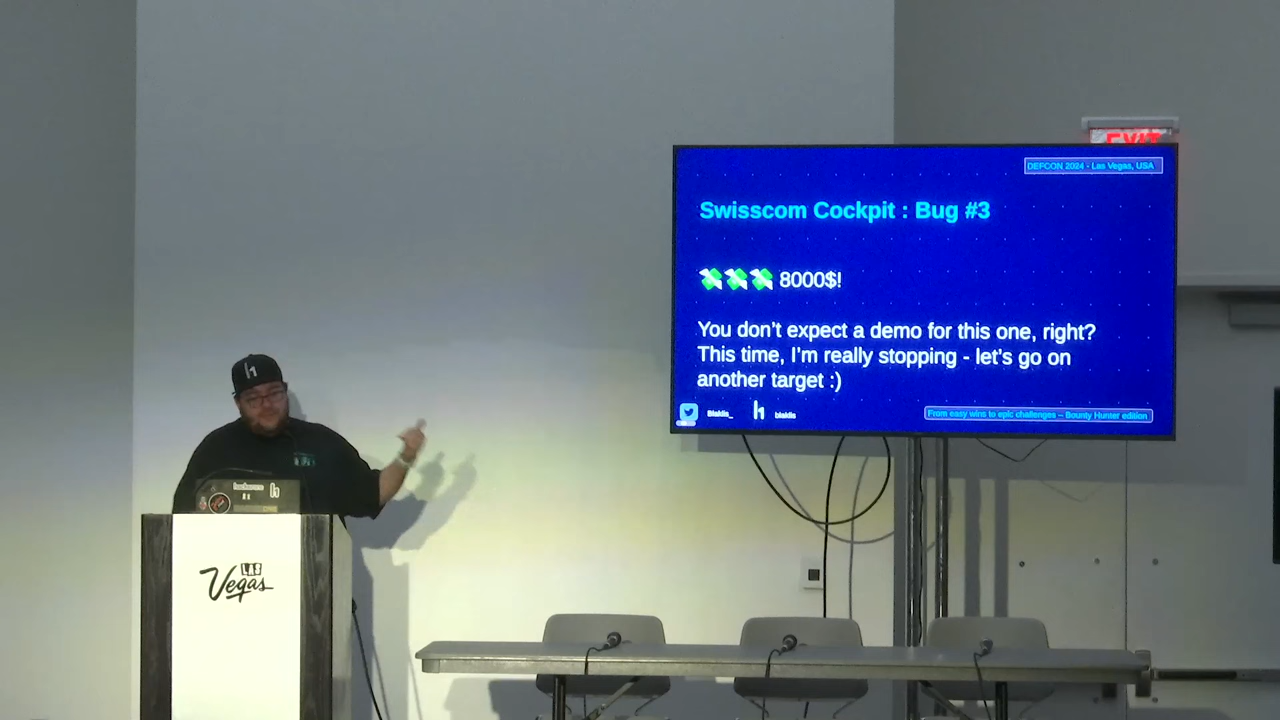 EXIT
DEFCON 2024 - Las Vegas, USA
Swisscom Cockpit : Bug #3
8000$!
You don't expect a demo for this one, right?
This time, I'm really stopping - let's go on
another target :)
Blaklis_
blaklis
From easy wins to epic challenges – Bounty Hunter edition
h
hackerone
h
LAS
Vegas